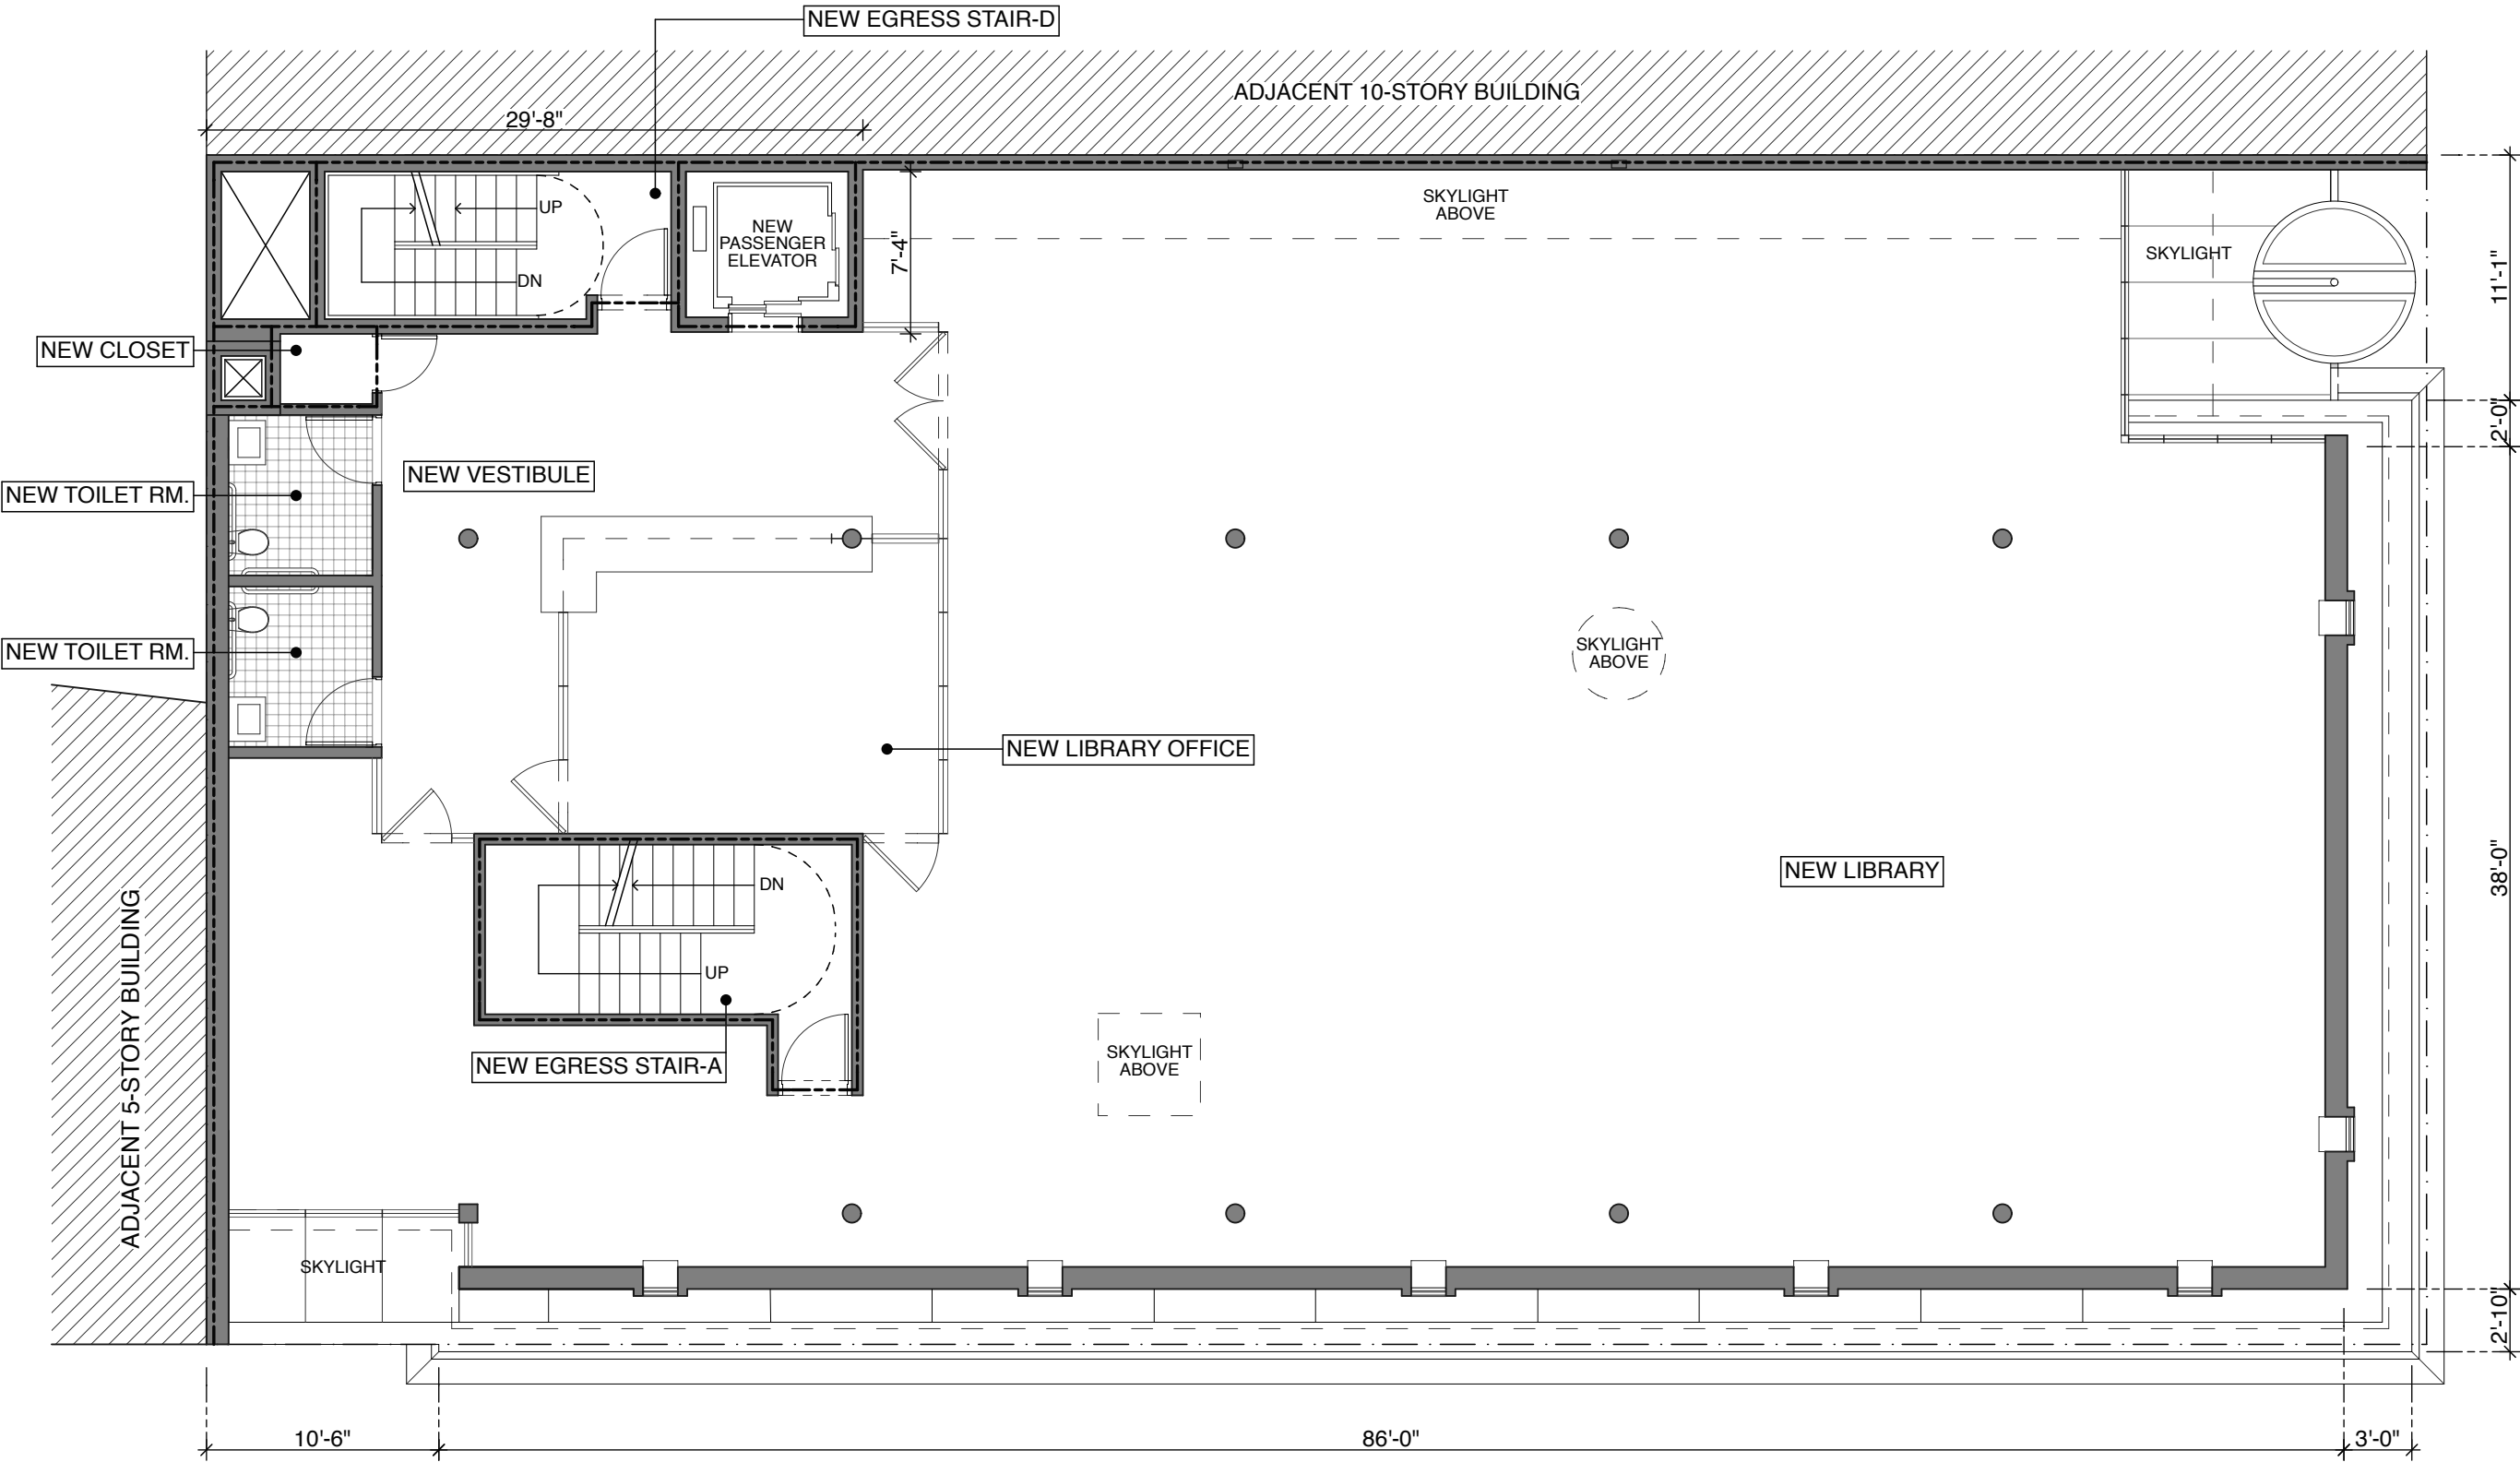 NEW EGRESS STAIR-D
ADJACENT 10-STORY BUILDING
29'-8"
SKYLIGHT
ABOVE
UP
NEW
PASSENGER
ELEVATOR
7'-4"
SKYLIGHT
11'-1"
DN
NEW CLOSET
2'-0"
NEW VESTIBULE
NEW TOILET RM.
SKYLIGHT
ABOVE
NEW TOILET RM.
NEW LIBRARY OFFICE
NEW LIBRARY
38'-0"
DN
UP
ADJACENT 5-STORY BUILDING
NEW EGRESS STAIR-A
SKYLIGHT
ABOVE
SKYLIGHT
2'-10"
10'-6"
86'-0"
3'-0"